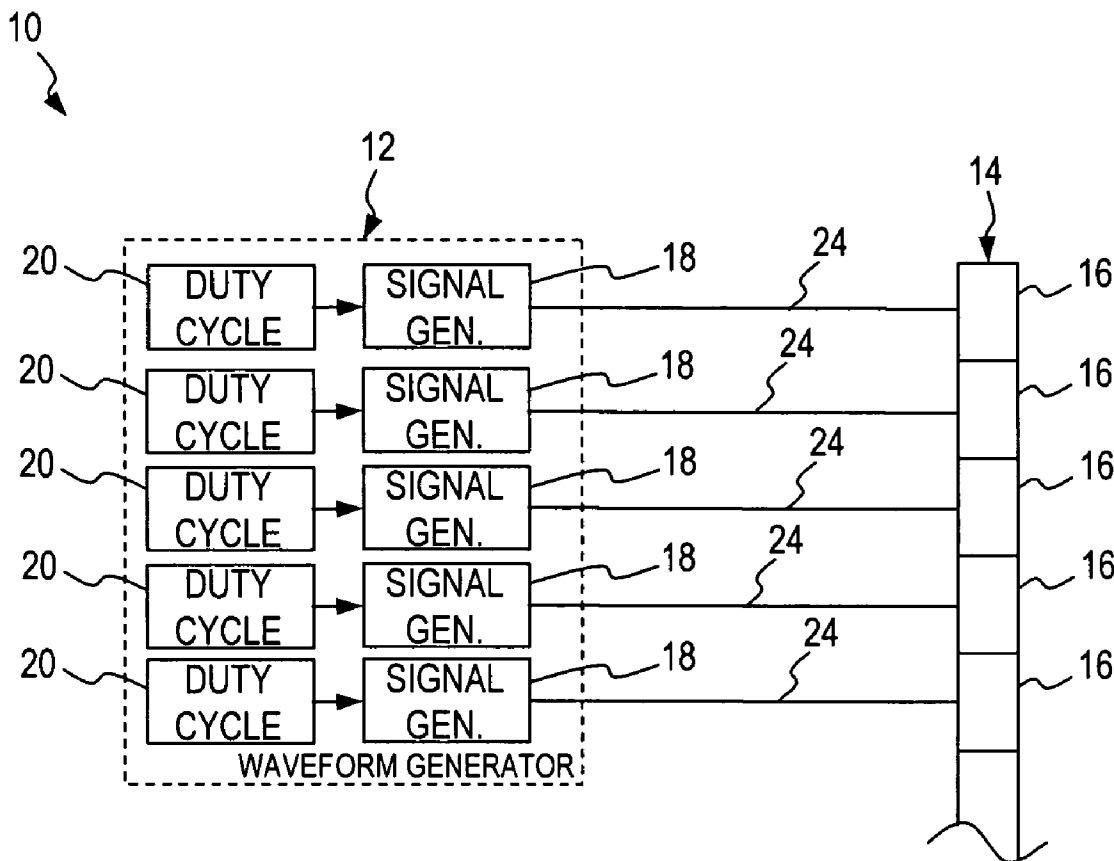 10
12
14
20 DUTY CYCLE SIGNAL GEN. 18 24 16
20 DUTY CYCLE SIGNAL GEN. 18 24 16
20 DUTY CYCLE SIGNAL GEN. 18 24 16
20 DUTY CYCLE SIGNAL GEN. 18 24 16
20 DUTY CYCLE SIGNAL GEN. 18 24 16
WAVEFORM GENERATOR